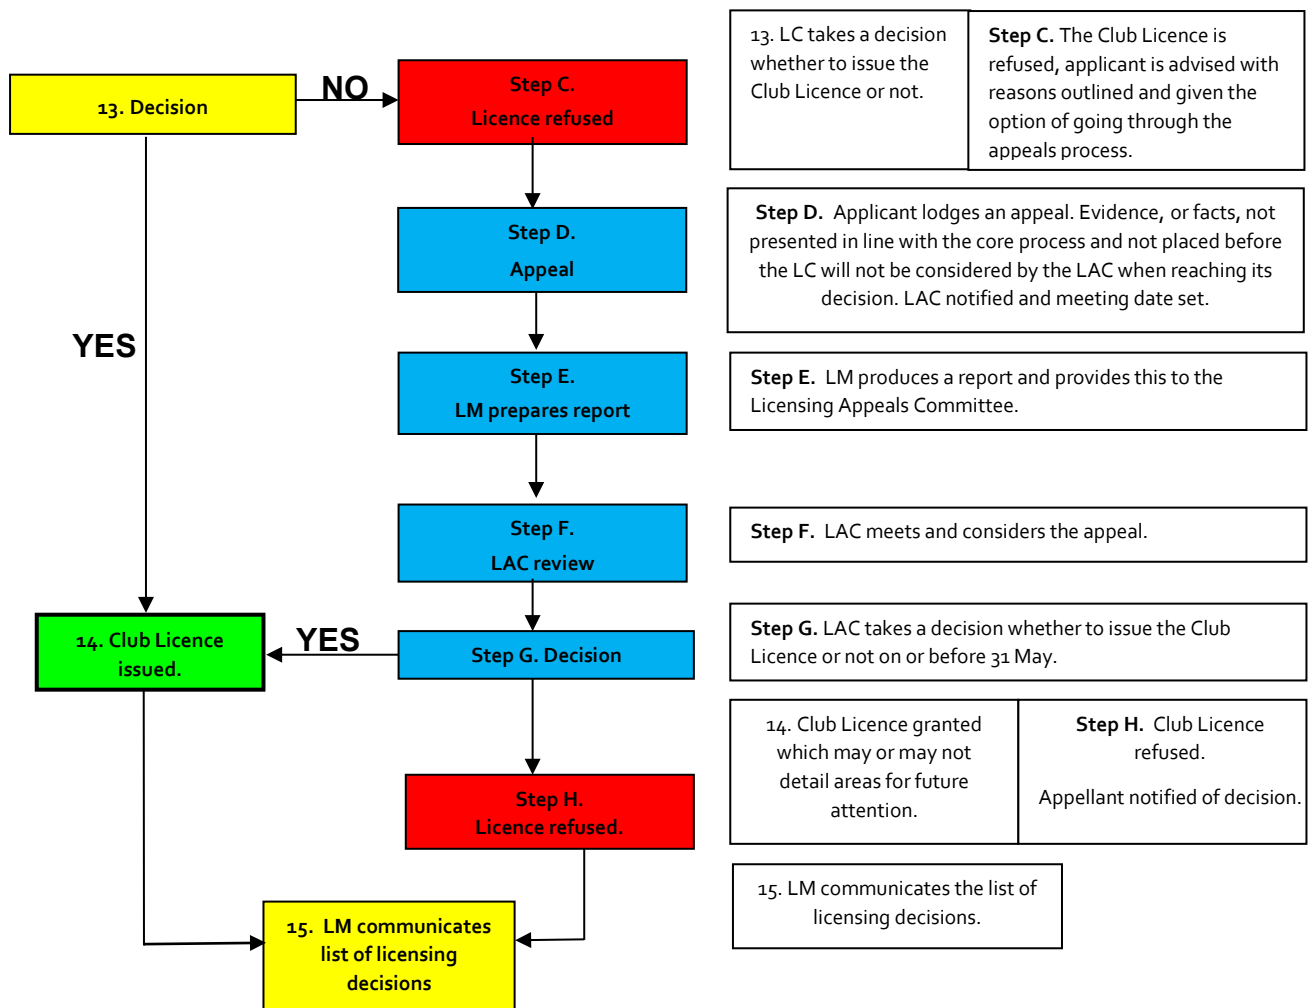 13. Decision
NO
Step C.
Licence refused
13. LC takes a decision
whether to issue the
Club Licence or not.
Step C. The Club Licence is
refused, applicant is advised with
reasons outlined and given the
option of going through the
appeals process.
YES
Step D.
Appeal
Step D. Applicant lodges an appeal. Evidence, or facts, not
presented in line with the core process and not placed before
the LC will not be considered by the LAC when reaching its
decision. LAC notified and meeting date set.
Step E.
LM prepares report
Step E. LM produces a report and provides this to the
Licensing Appeals Committee.
Step F.
LAC review
Step F. LAC meets and considers the appeal.
14. Club Licence
issued.
YES
Step G. Decision
Step G. LAC takes a decision whether to issue the Club
Licence or not on or before 31 May.
Step H.
Licence refused.
14. Club Licence granted
which may or may not
detail areas for future
attention.
Step H. Club Licence
refused.
Appellant notified of decision.
15. LM communicates
list of licensing
decisions
15. LM communicates the list of
licensing decisions.